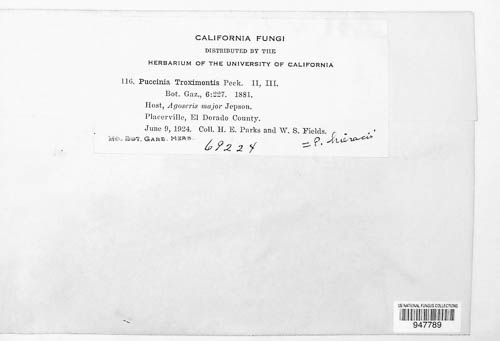 CALIFORNIA FUNGI
DISTRIBUTED BY THE
HERBARIUM OF THE UNIVERSITY OF CALIFORNIA
116. Puccinia Troximontis Peck. II, III.
Bot. Gaz., 6:227. 1881.
Host, Agoseris major Jepson.
Placerville, El Dorado County.
June 9, 1924. Coll. H. E. Parks and W. S. Fields.
MO. BOT. GARD. HERB.
69224
= P. hieracii
US NATIONAL FUNGUS COLLECTIONS
947789